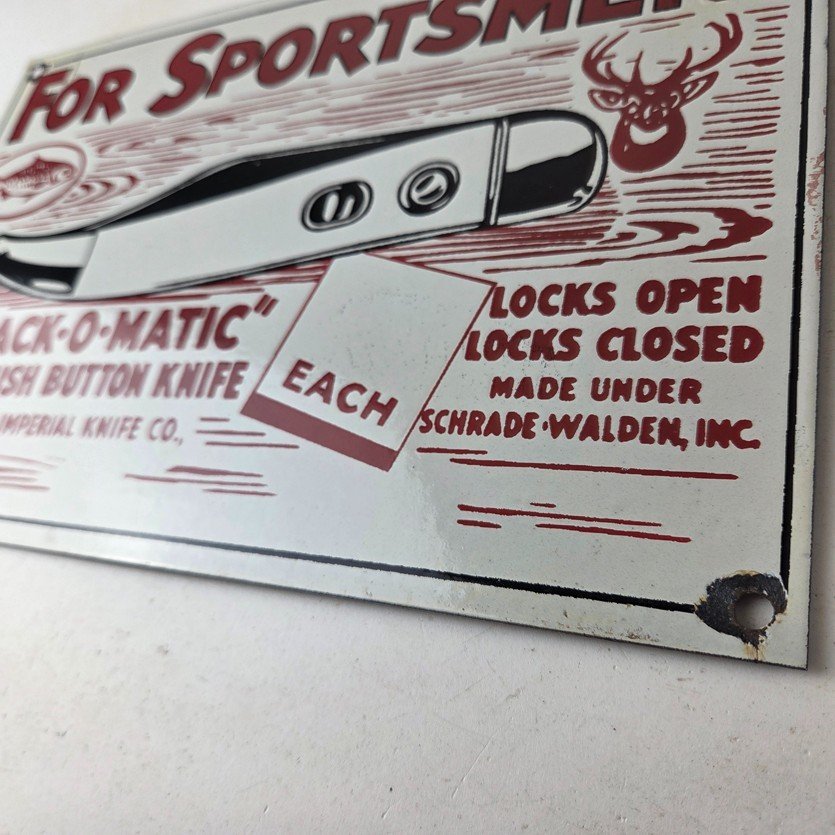 FOR SPORTSMEN
ACK-O-MATIC"
USH BUTTON KNIFE
IMPERIAL KNIFE CO.,
EACH
LOCKS OPEN
LOCKS CLOSED
MADE UNDER
SCHRADE-WALDEN, INC.